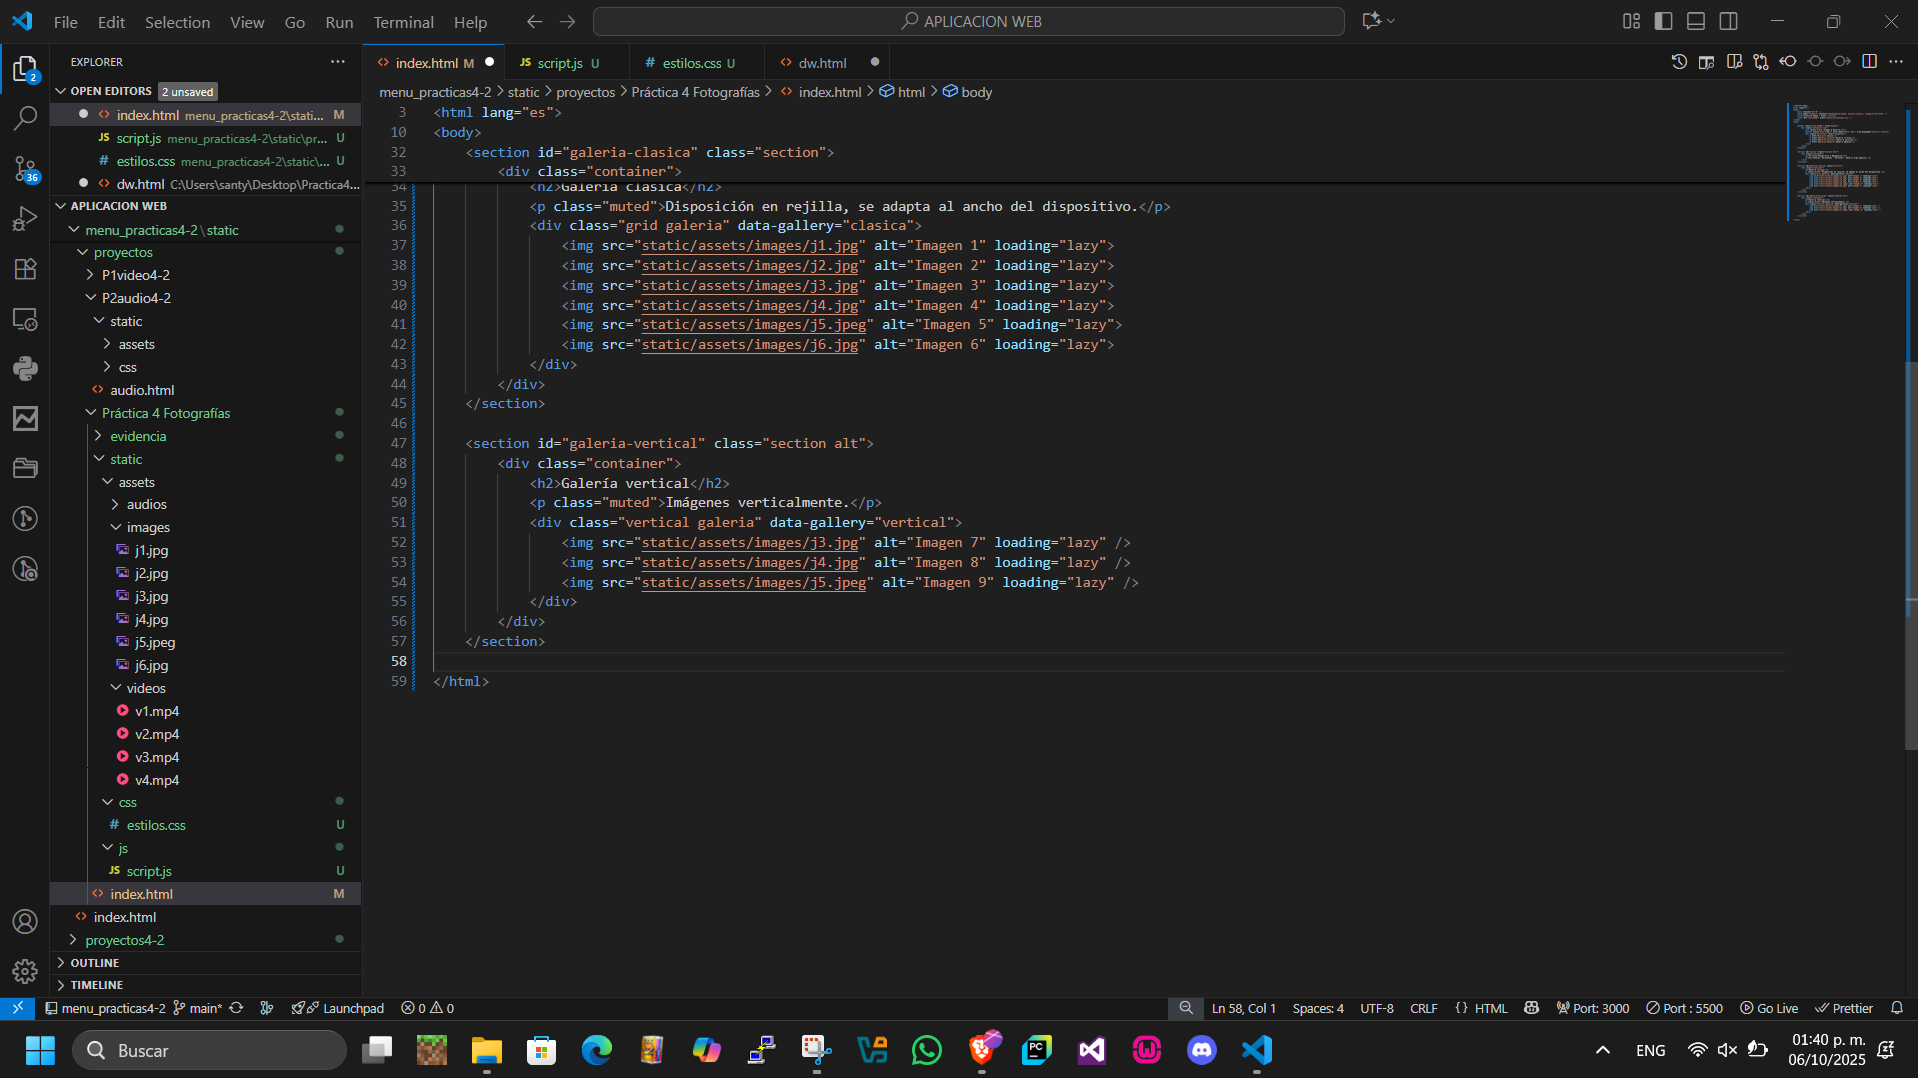 File Edit Selection View Go Run Terminal Help
APLICACION WEB
EXPLORER
OPEN EDITORS 2 unsaved
index.html menu_practicas4-2\stati... M
script.js menu_practicas4-2\static\pr... U
estilos.css menu_practicas4-2\static\... U
dw.html C:\Users\santy\Desktop\Practica4...
APLICACION WEB
menu_practicas4-2\static
proyectos
P1video4-2
P2audio4-2
static
assets
css
audio.html
Práctica 4 Fotografías
evidencia
static
assets
audios
images
j1.jpg
j2.jpg
j3.jpg
j4.jpg
j5.jpeg
j6.jpg
videos
v1.mp4
v2.mp4
v3.mp4
v4.mp4
css
estilos.css U
js
script.js U
index.html M
index.html
proyectos4-2
OUTLINE
TIMELINE
2
36
index.html M
script.js U
estilos.css U
dw.html
menu_practicas4-2 > static > proyectos > Práctica 4 Fotografías > index.html > html > body
3 <html lang="es">
10 <body>
32 <section id="galeria-clasica" class="section">
33 <div class="container">
34 <h2>Galería clásica</h2>
35 <p class="muted">Disposición en rejilla, se adapta al ancho del dispositivo.</p>
36 <div class="grid galeria" data-gallery="clasica">
37 <img src="static/assets/images/j1.jpg" alt="Imagen 1" loading="lazy">
38 <img src="static/assets/images/j2.jpg" alt="Imagen 2" loading="lazy">
39 <img src="static/assets/images/j3.jpg" alt="Imagen 3" loading="lazy">
40 <img src="static/assets/images/j4.jpg" alt="Imagen 4" loading="lazy">
41 <img src="static/assets/images/j5.jpeg" alt="Imagen 5" loading="lazy">
42 <img src="static/assets/images/j6.jpg" alt="Imagen 6" loading="lazy">
43 </div>
44 </div>
45 </section>
46
47 <section id="galeria-vertical" class="section alt">
48 <div class="container">
49 <h2>Galería vertical</h2>
50 <p class="muted">Imágenes verticalmente.</p>
51 <div class="vertical galeria" data-gallery="vertical">
52 <img src="static/assets/images/j3.jpg" alt="Imagen 7" loading="lazy" />
53 <img src="static/assets/images/j4.jpg" alt="Imagen 8" loading="lazy" />
54 <img src="static/assets/images/j5.jpeg" alt="Imagen 9" loading="lazy" />
55 </div>
56 </div>
57 </section>
58
59 </html>
menu_practicas4-2 main* Launchpad 0 0 Ln 58, Col 1 Spaces: 4 UTF-8 CRLF {} HTML Port: 3000 Port : 5500 Go Live Prettier
Buscar
ENG
01:40 p. m.
06/10/2025